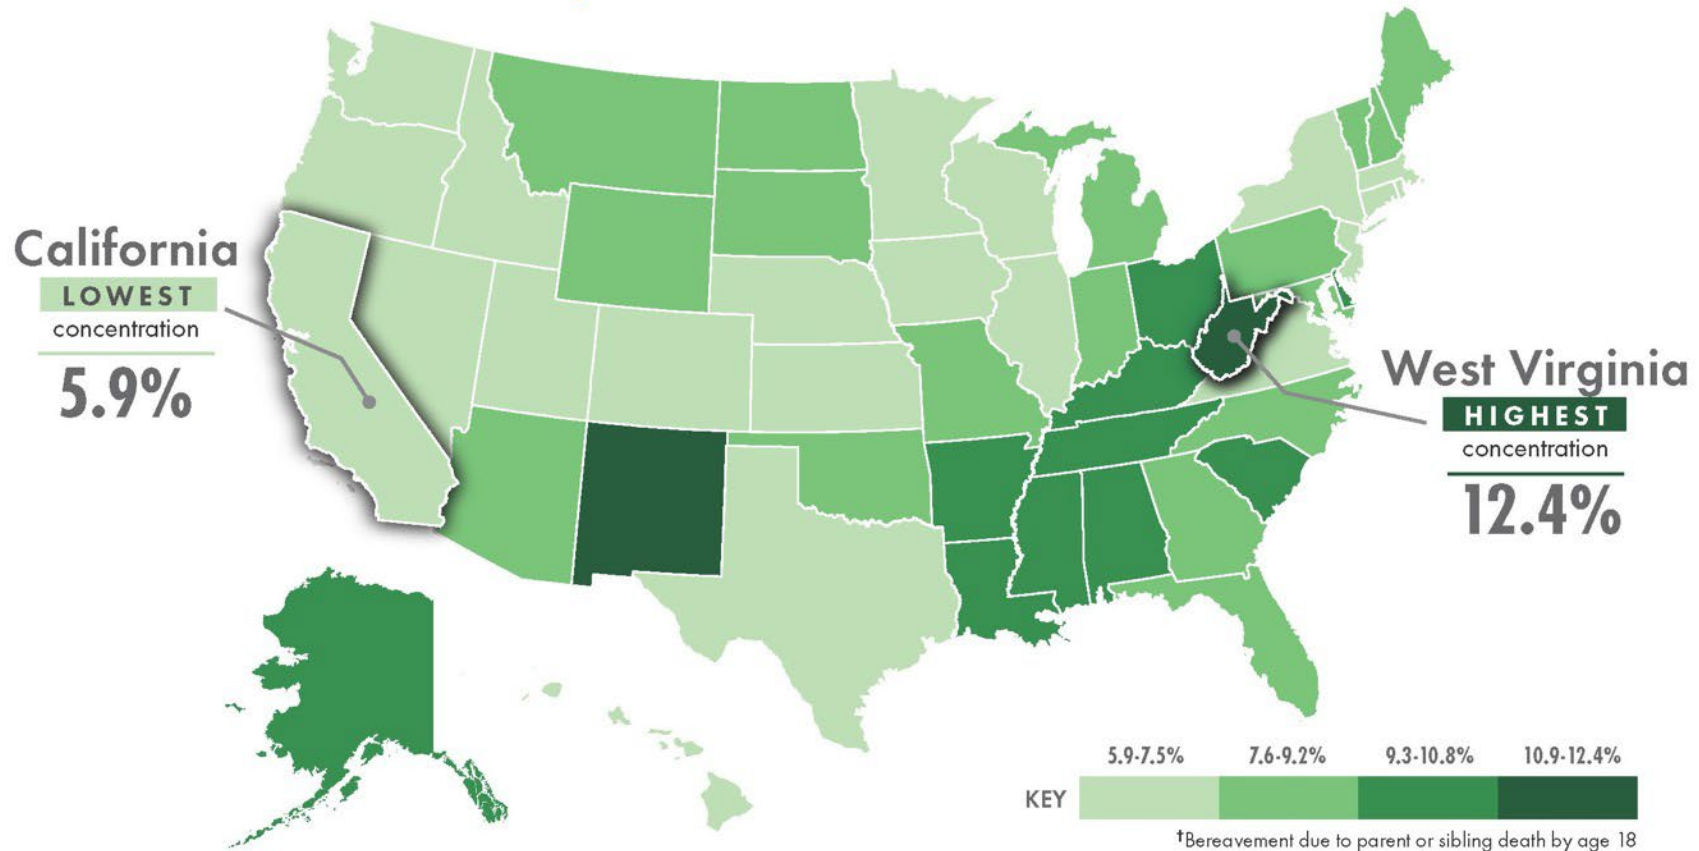 California
LOWEST
concentration
5.9%
West Virginia
HIGHEST
concentration
12.4%
5.9-7.5% 7.6-9.2% 9.3-10.8% 10.9-12.4%
KEY
†Bereavement due to parent or sibling death by age 18